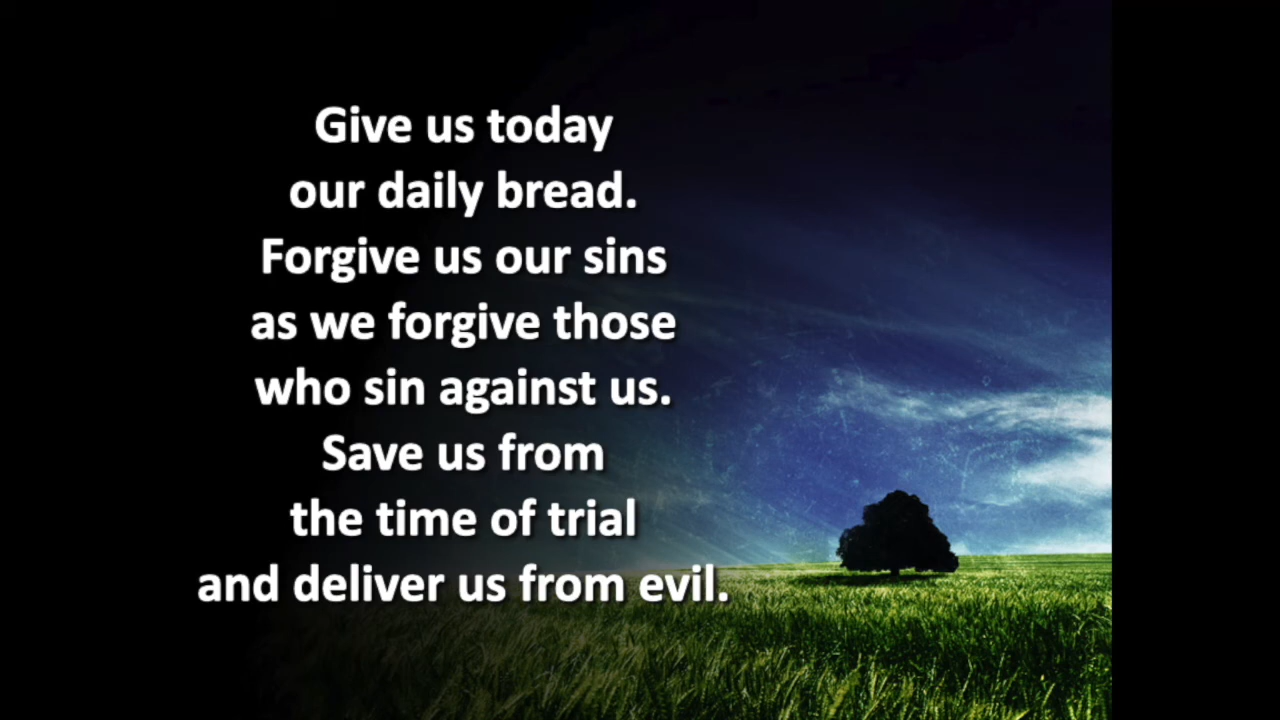 Give us today
our daily bread.
Forgive us our sins
as we forgive those
who sin against us.
Save us from
the time of trial
and deliver us from evil.